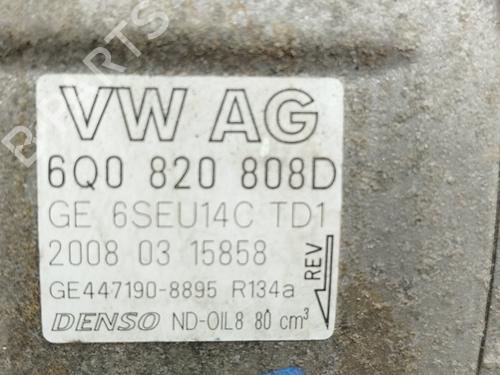 VW AG
6Q0 820 808D
GE 6SEU14C TD1
2008 03 15858
GE447190-8895 R134a
DENSO ND-OIL8 80 cm³
REV
B-PARTS